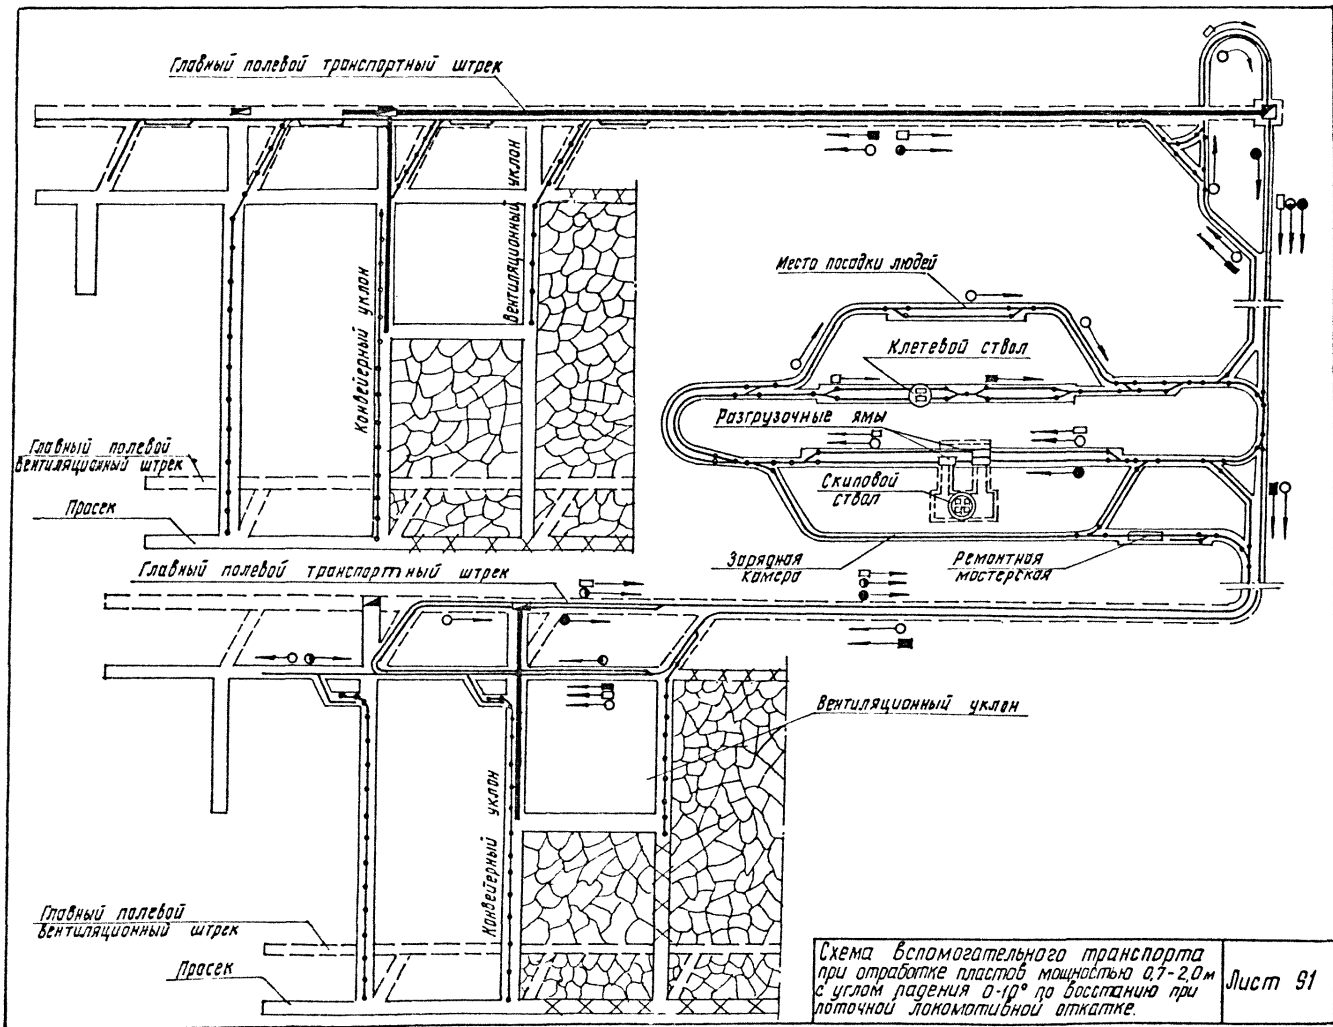 Главный полевой транспортный штрек
Вентиляционный уклон
Конвейерный уклон
Место посадки людей
Клетевой ствол
Разгрузочные ямы
Главный полевой
вентиляционный штрек
Просек
Скиповой
ствол
Зарядная
камера
Ремонтная
мастерская
Главный полевой транспортный штрек
Вентиляционный уклон
Конвейерный уклон
Главный полевой
вентиляционный штрек
Просек
Схема вспомогательного транспорта
при отработке пластов мощностью 0,7-2,0м
с углом падения 0-10° по восстанию при
поточной локомотивной откатке.
Лист 91